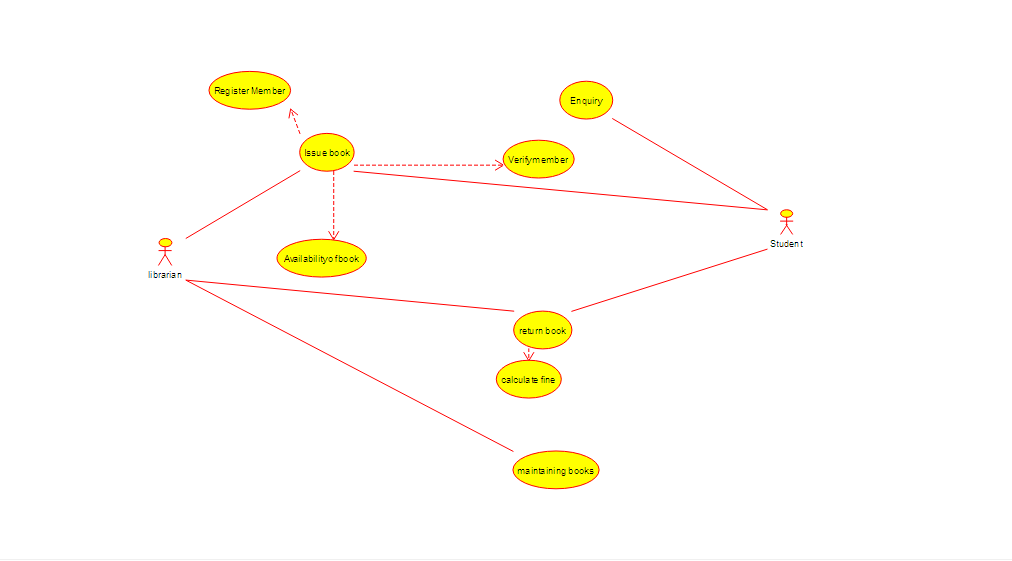 Register Member
Enquiry
Issue book
Verifymember
Student
Availabilityofbook
librarian
return book
calculate fine
maintaining books